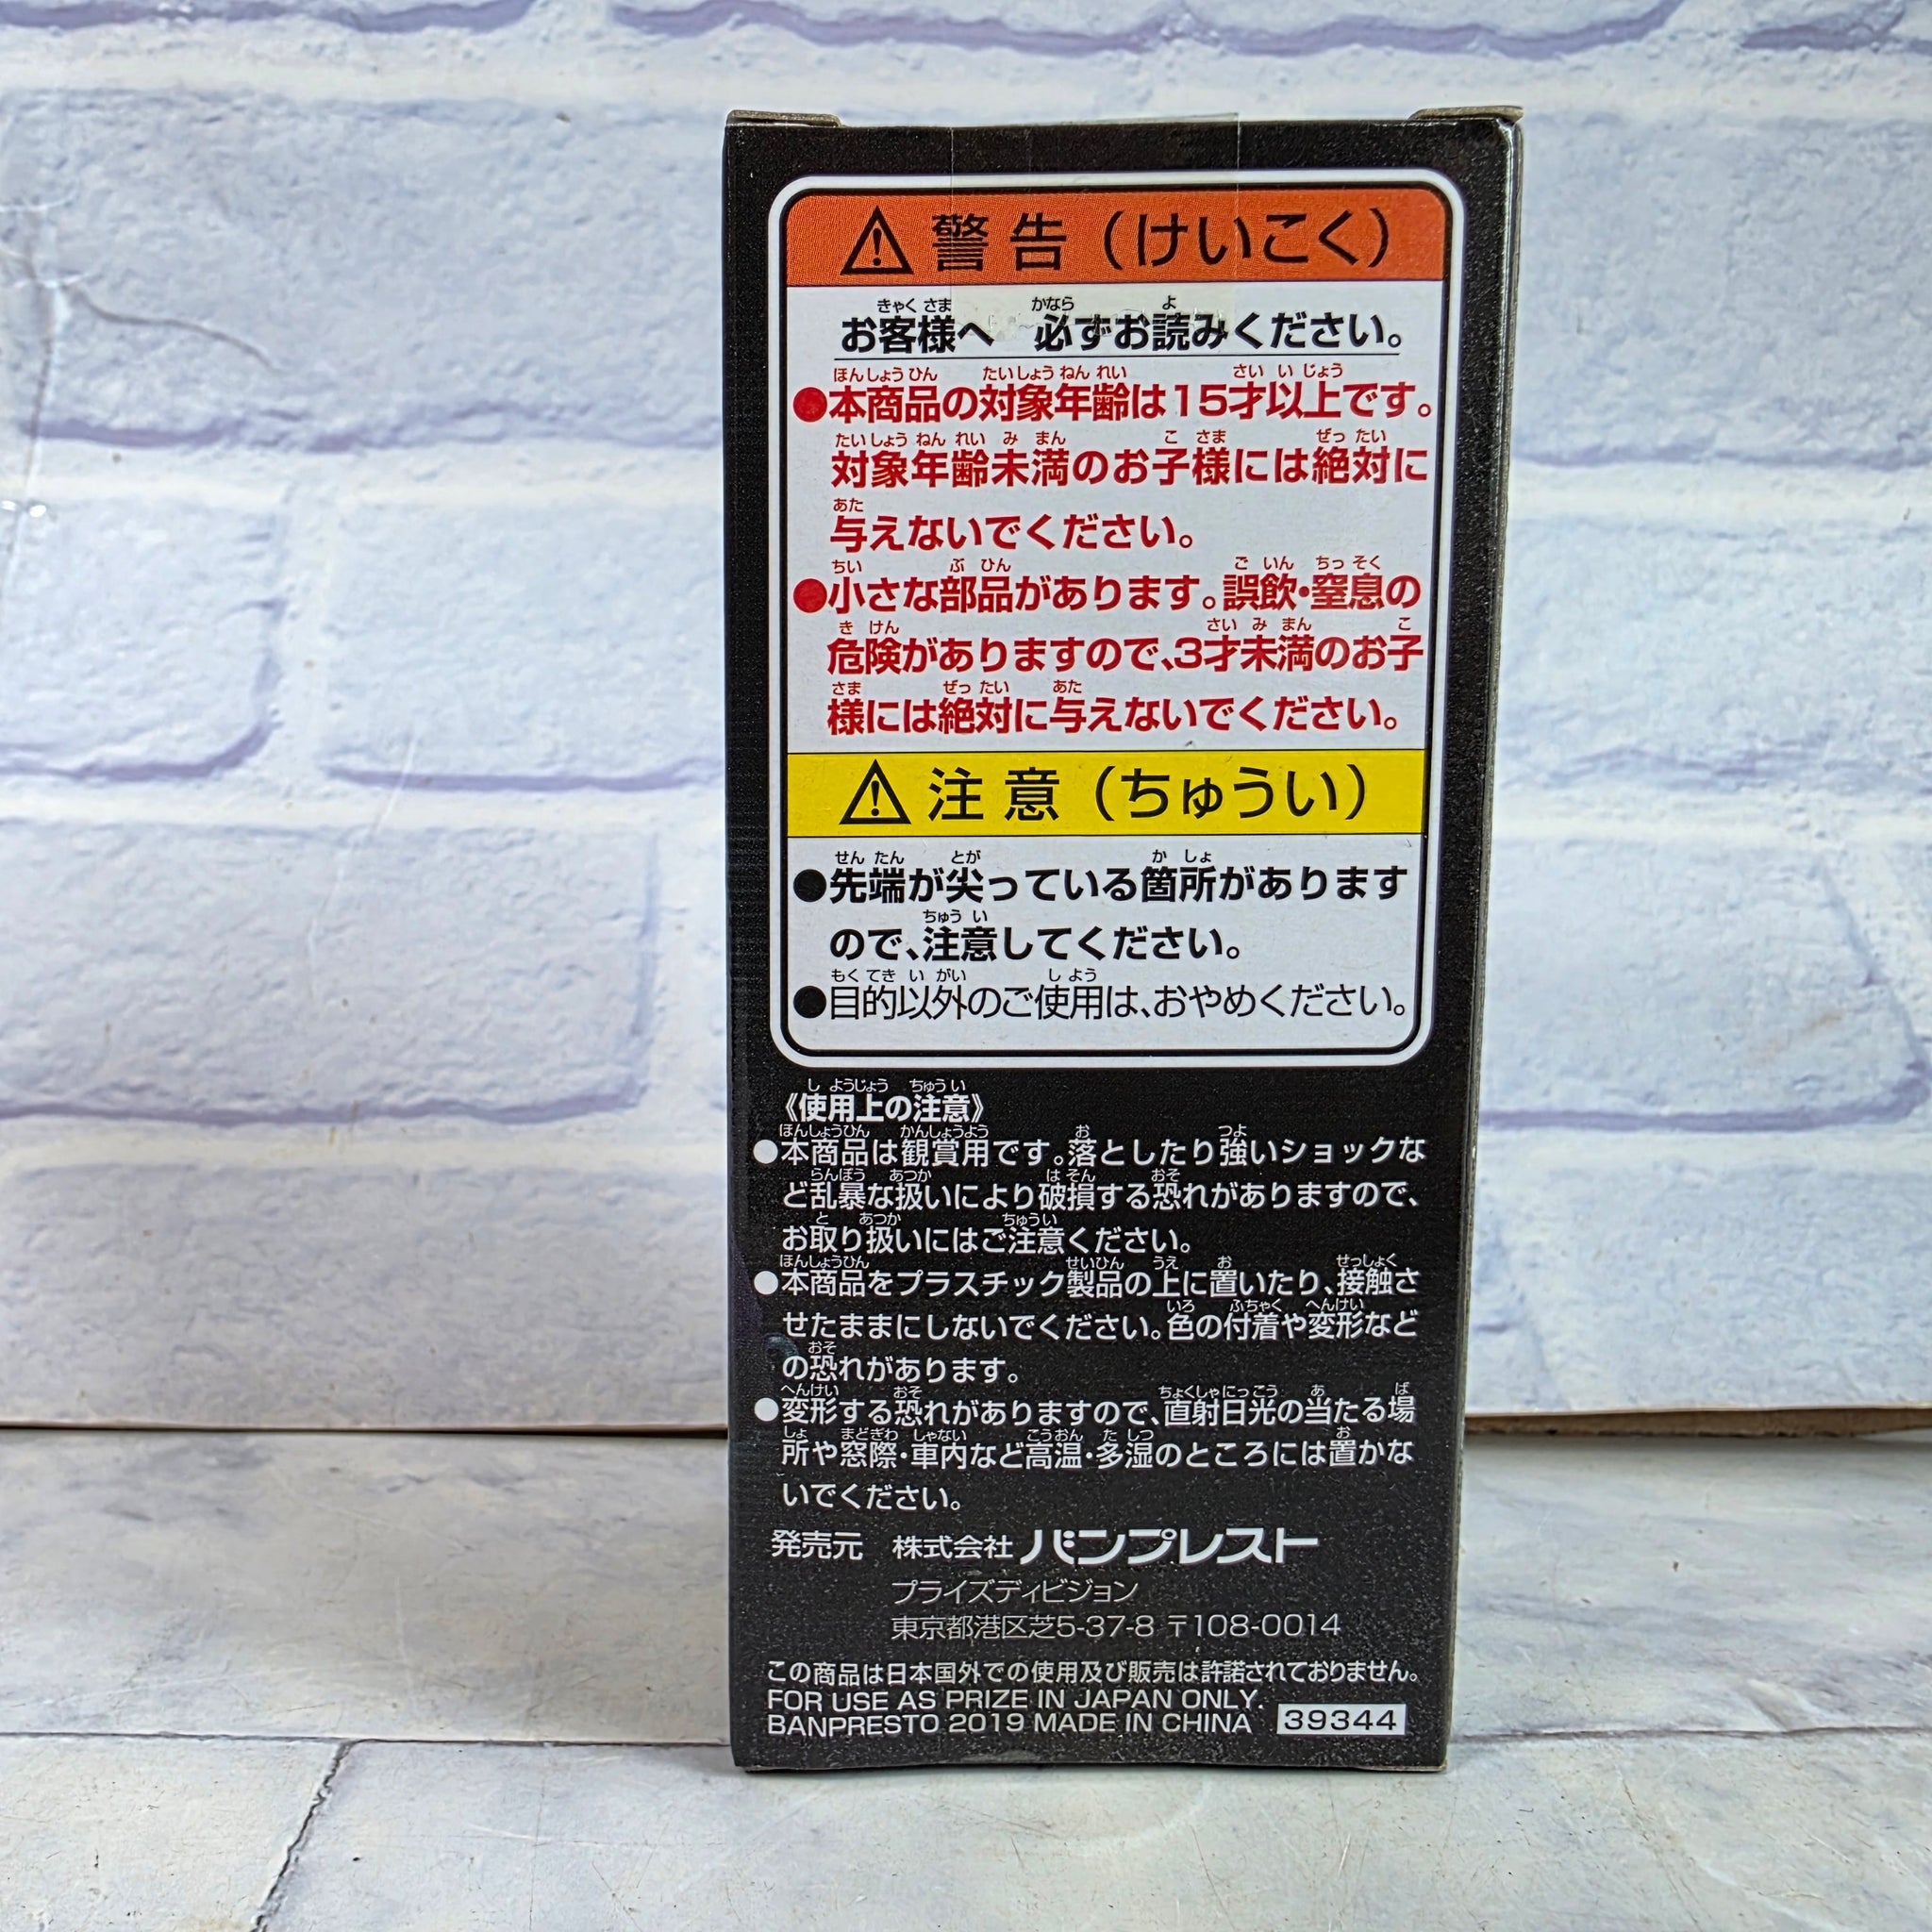 警告(けいこく)
お客様へ 必ずお読みください。
●本商品の対象年齢は15才以上です。
対象年齢未満のお子様には絶対に
与えないでください。
●小さな部品があります。誤飲・窒息の
危険がありますので、3才未満のお子
様には絶対に与えないでください。
注意(ちゅうい)
●先端が尖っている箇所があります
ので、注意してください。
●目的以外のご使用は、おやめください。
《使用上の注意》
●本商品は観賞用です。落としたり強いショックな
ど乱暴な扱いにより破損する恐れがありますので、
お取り扱いにはご注意ください。
●本商品をプラスチック製品の上に置いたり、接触さ
せたままにしないでください。色の付着や変形など
の恐れがあります。
●変形する恐れがありますので、直射日光の当たる場
所や窓際・車内など高温・多湿のところには置かな
いでください。
発売元 株式会社バンプレスト
プライズディビジョン
東京都港区芝5-37-8 〒108-0014
この商品は日本国外での使用及び販売は許諾されておりません。
FOR USE AS PRIZE IN JAPAN ONLY.
BANPRESTO 2019 MADE IN CHINA 39344